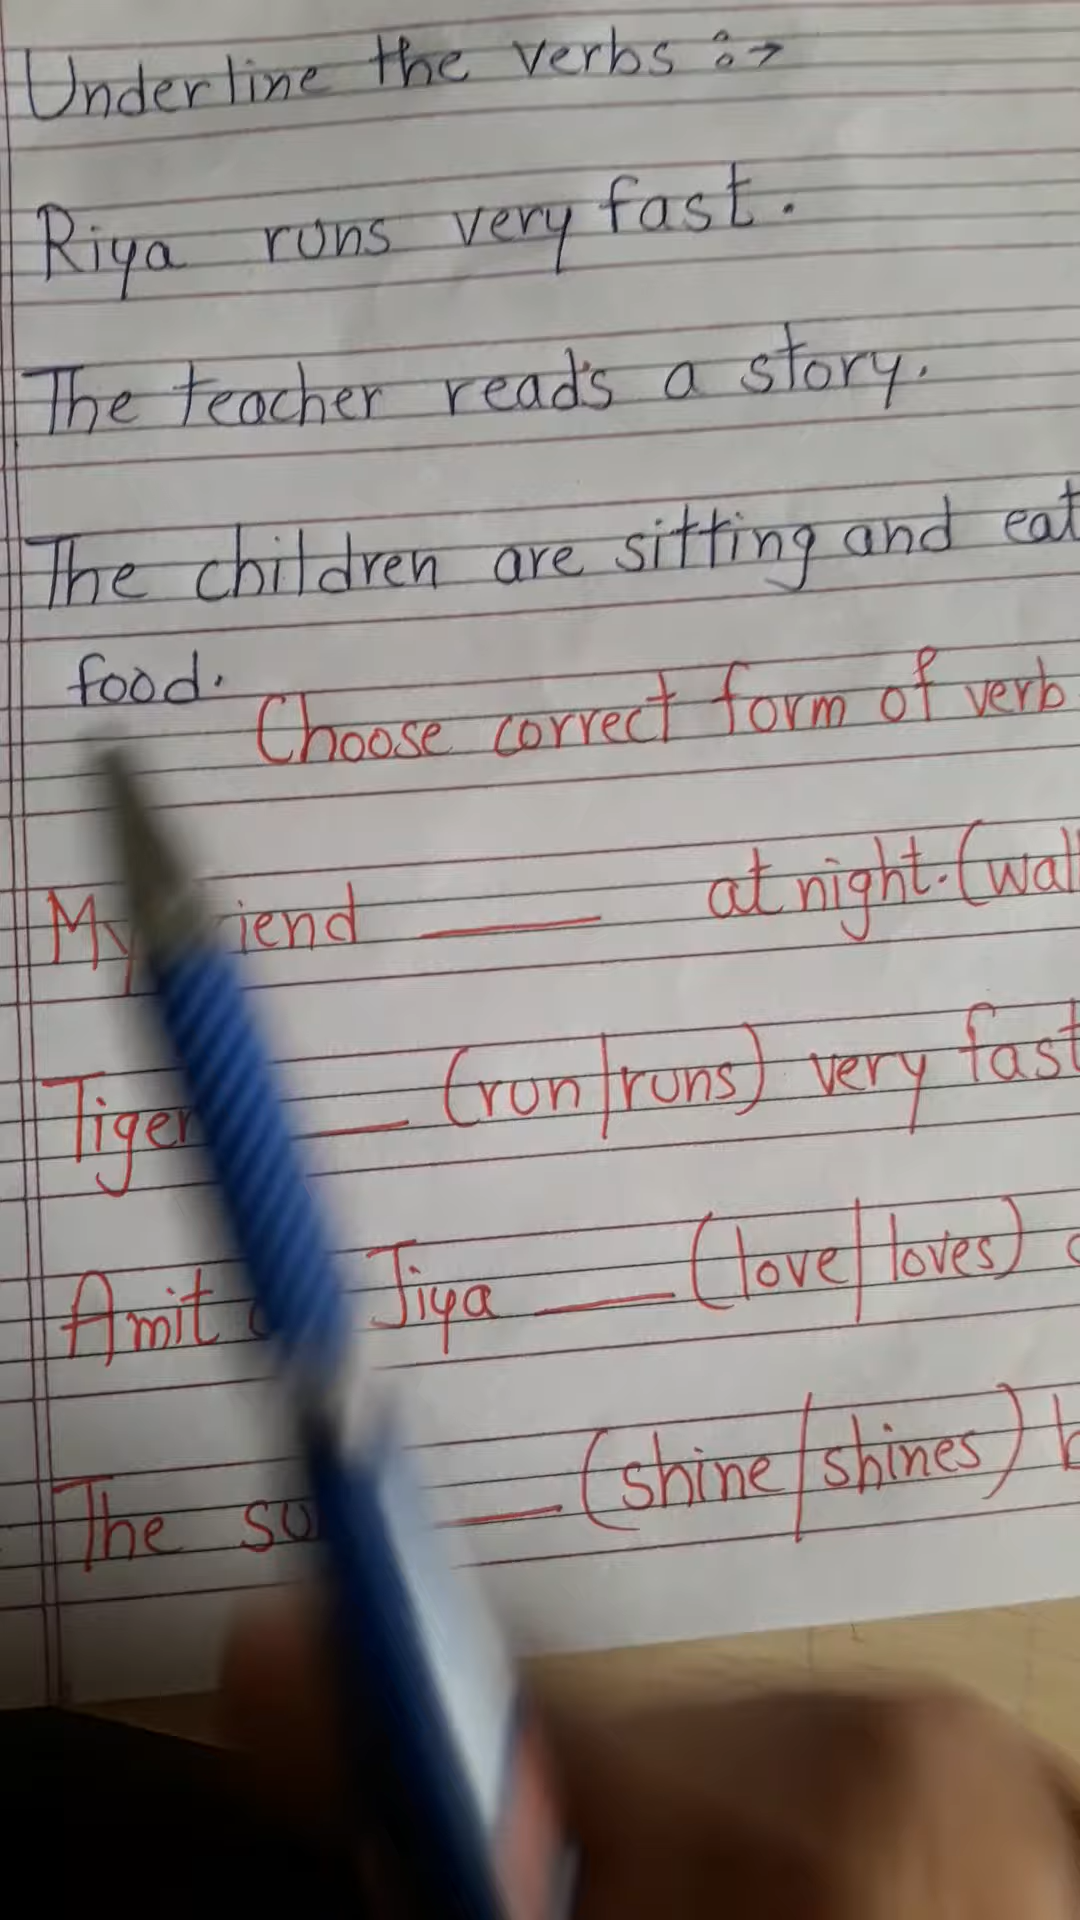 Underline the verbs :→
Riya runs very fast.
The teacher reads a story.
The children are sitting and eat
food.
Choose correct form of verb
My ____ at night. (
Tiger ____ (run/runs) very fast
Amit Jiya ____ (love/loves)
The ____ (shine/shines)